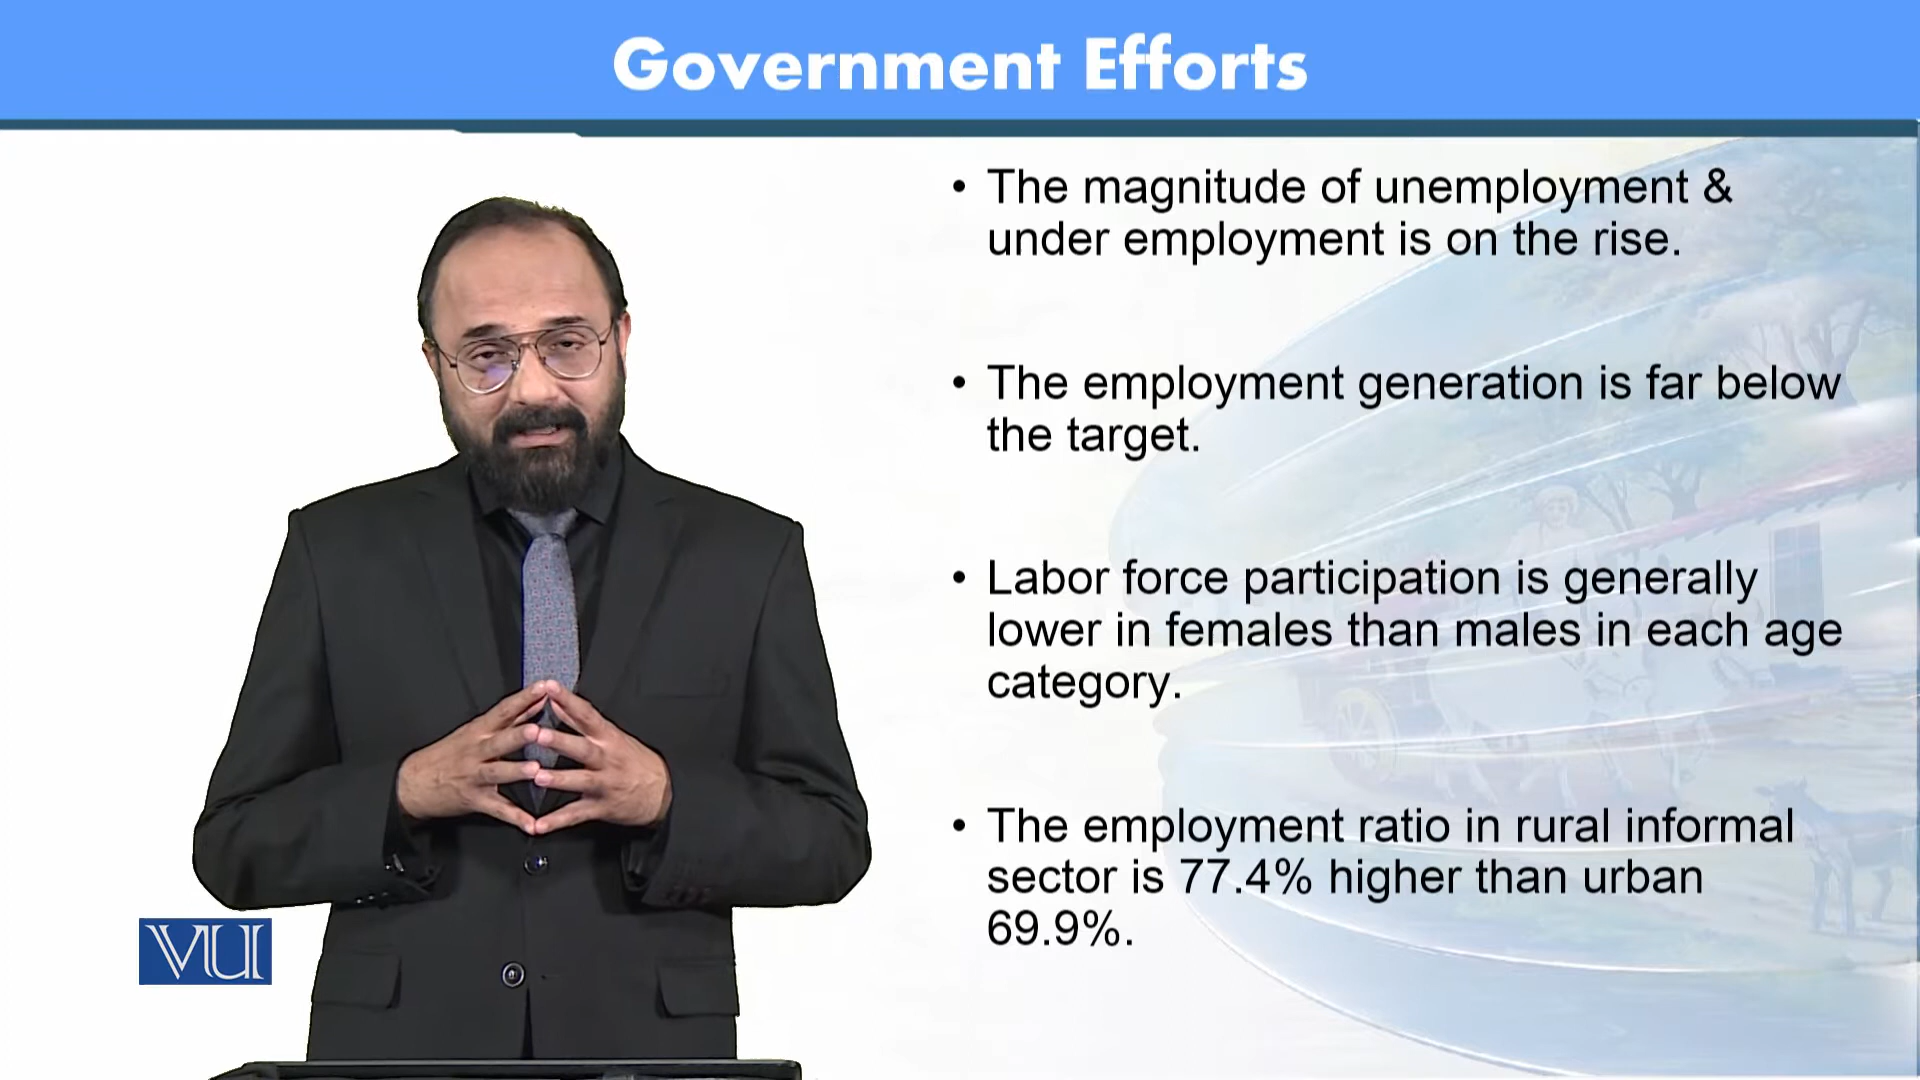 Government Efforts
• The magnitude of unemployment &
under employment is on the rise.
• The employment generation is far below
the target.
• Labor force participation is generally
lower in females than males in each age
category.
• The employment ratio in rural informal
sector is 77.4% higher than urban
69.9%.
VU